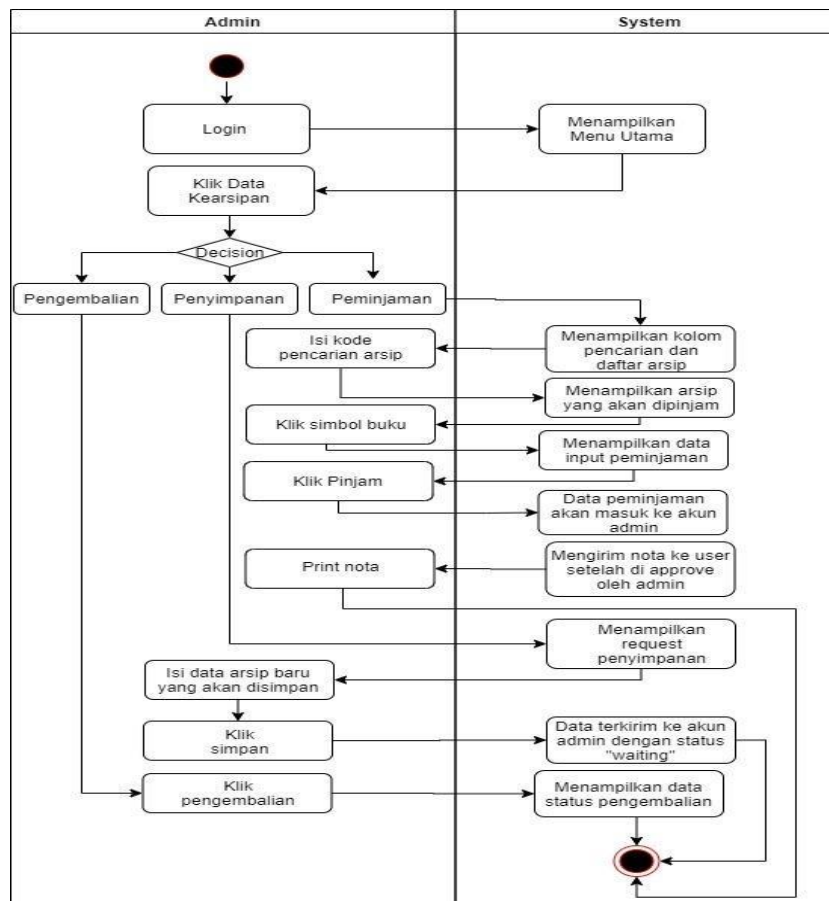 Admin
System
Login
Menampilkan
Menu Utama
Klik Data
Kearsipan
Decision
Pengembalian
Penyimpanan
Peminjaman
Isi kode
pencarian arsip
Menampilkan kolom
pencarian dan
daftar arsip
Menampilkan arsip
yang akan dipinjam
Klik simbol buku
Menampilkan data
input peminjaman
Klik Pinjam
Data peminjaman
akan masuk ke akun
admin
Print nota
Mengirim nota ke user
setelah di approve
oleh admin
Menampilkan
request
penyimpanan
Isi data arsip baru
yang akan disimpan
Klik
simpan
Data terkirim ke akun
admin dengan status
"waiting"
Klik
pengembalian
Menampilkan data
status pengembalian